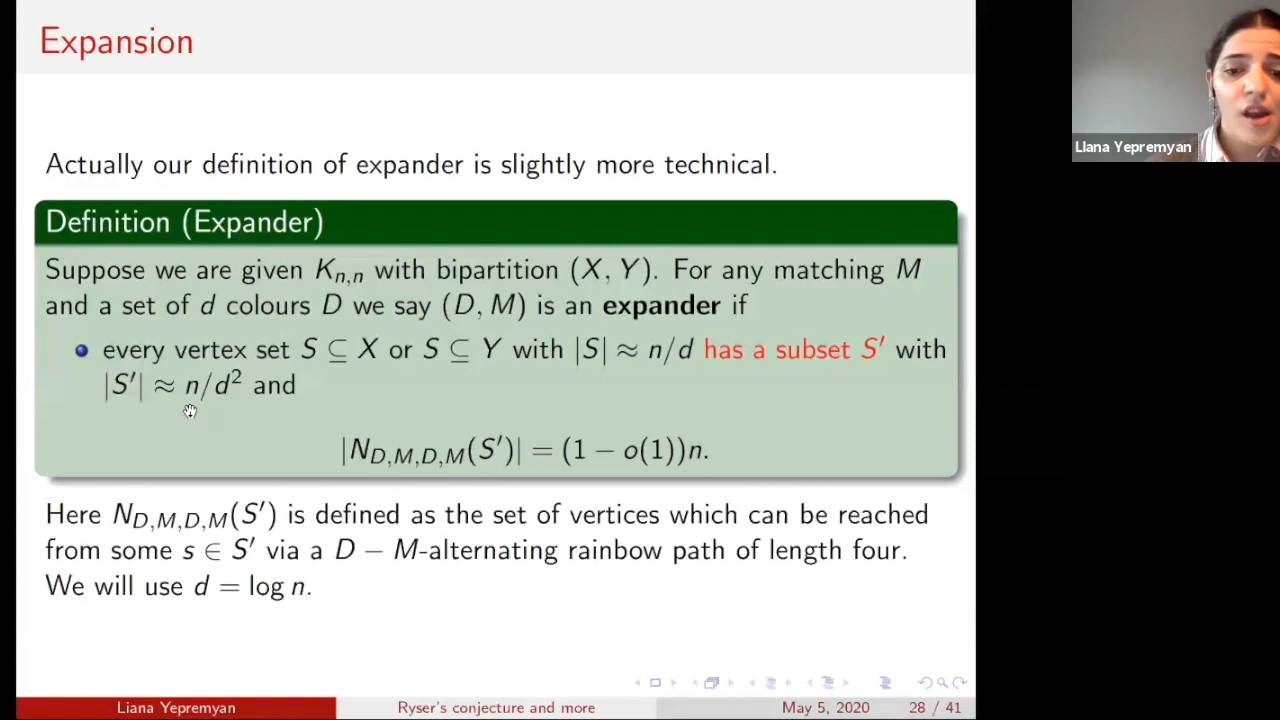 Expansion
Actually our definition of expander is slightly more technical.
Definition (Expander)
Suppose we are given K_{n,n} with bipartition (X, Y). For any matching M
and a set of d colours D we say (D, M) is an expander if
every vertex set S ⊆ X or S ⊆ Y with |S| ≈ n/d has a subset S′ with
|S′| ≈ n/d² and
|N_{D,M,D,M}(S′)| = (1 − o(1))n.
Here N_{D,M,D,M}(S′) is defined as the set of vertices which can be reached
from some s ∈ S′ via a D − M-alternating rainbow path of length four.
We will use d = log n.
Liana Yepremyan
Ryser's conjecture and more
May 5, 2020
28 / 41
LIana Yepremyan